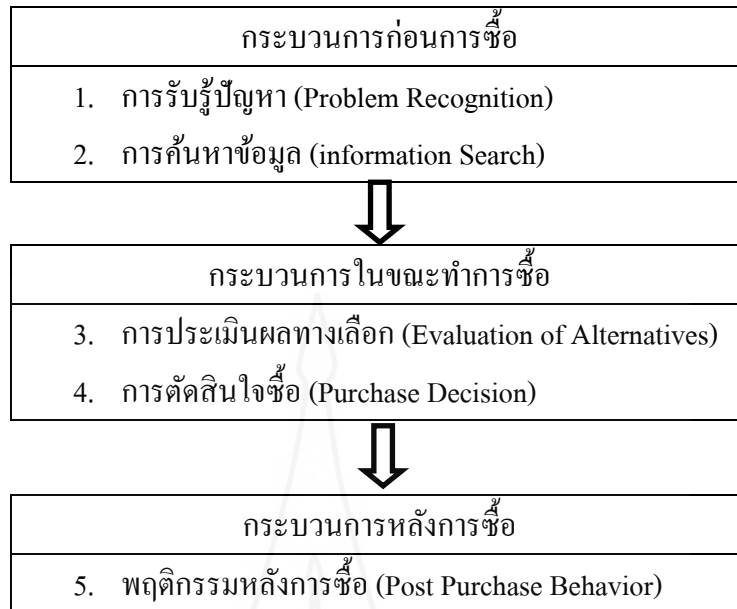 กระบวนการก่อนการซื้อ
1. การรับรู้ปัญหา (Problem Recognition)
2. การค้นหาข้อมูล (information Search)
กระบวนการในขณะทำการซื้อ
3. การประเมินผลทางเลือก (Evaluation of Alternatives)
4. การตัดสินใจซื้อ (Purchase Decision)
กระบวนการหลังการซื้อ
5. พฤติกรรมหลังการซื้อ (Post Purchase Behavior)